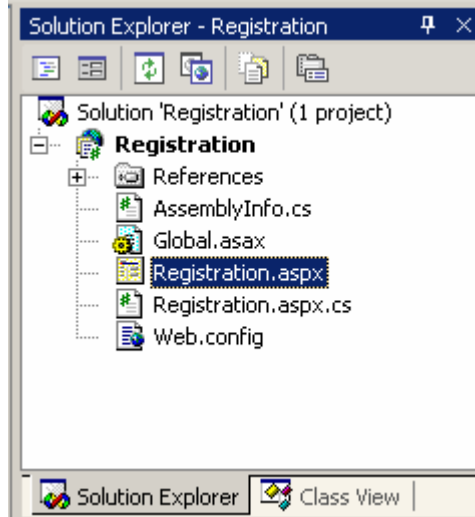 Solution Explorer - Registration
Solution 'Registration' (1 project)
Registration
References
AssemblyInfo.cs
Global.asax
Registration.aspx
Registration.aspx.cs
Web.config
Solution Explorer Class View